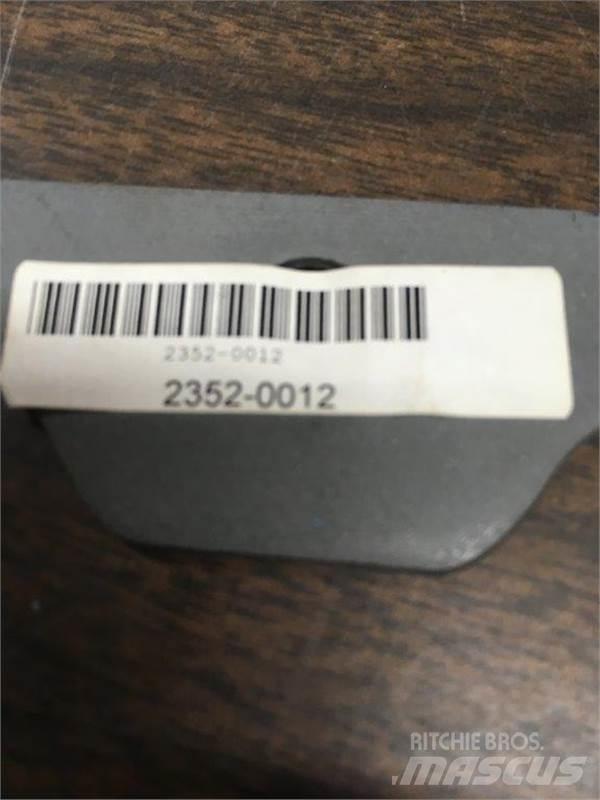 2352-0012
2352-0012
RITCHIE BROS.
MASCUS